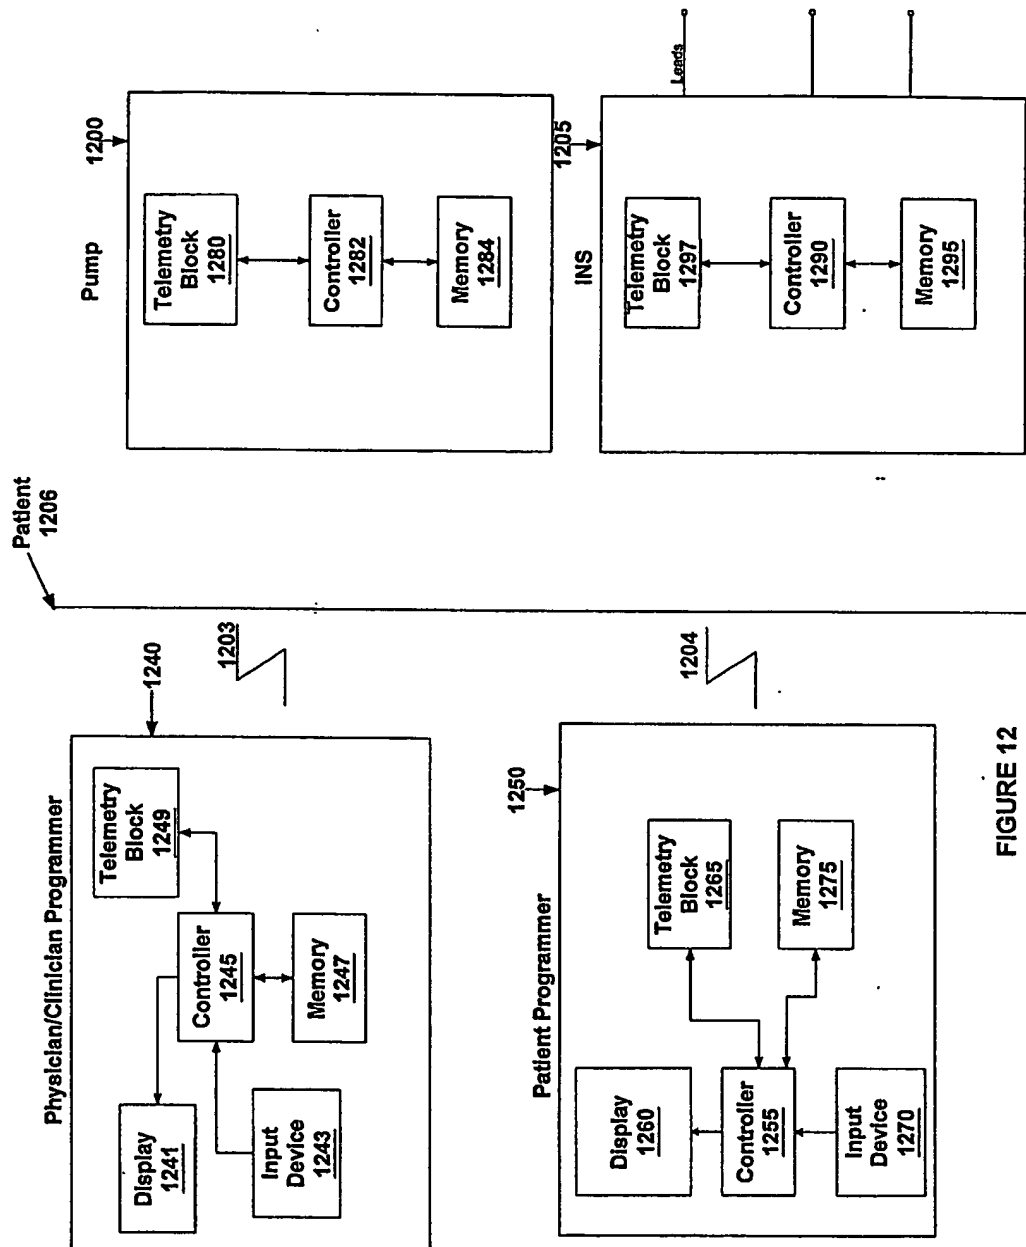 Physician/Clinician Programmer
1240
Display
1241
Telemetry
Block
1249
Controller
1245
Input
Device
1243
Memory
1247
1203
Patient
1206
Pump
1200
Telemetry
Block
1280
Controller
1282
Memory
1284
Patient Programmer
1250
Display
1260
Telemetry
Block
1265
Controller
1255
Memory
1275
Input
Device
1270
1204
INS
1205
Telemetry
Block
1297
Controller
1290
Memory
1295
Leads
FIGURE 12